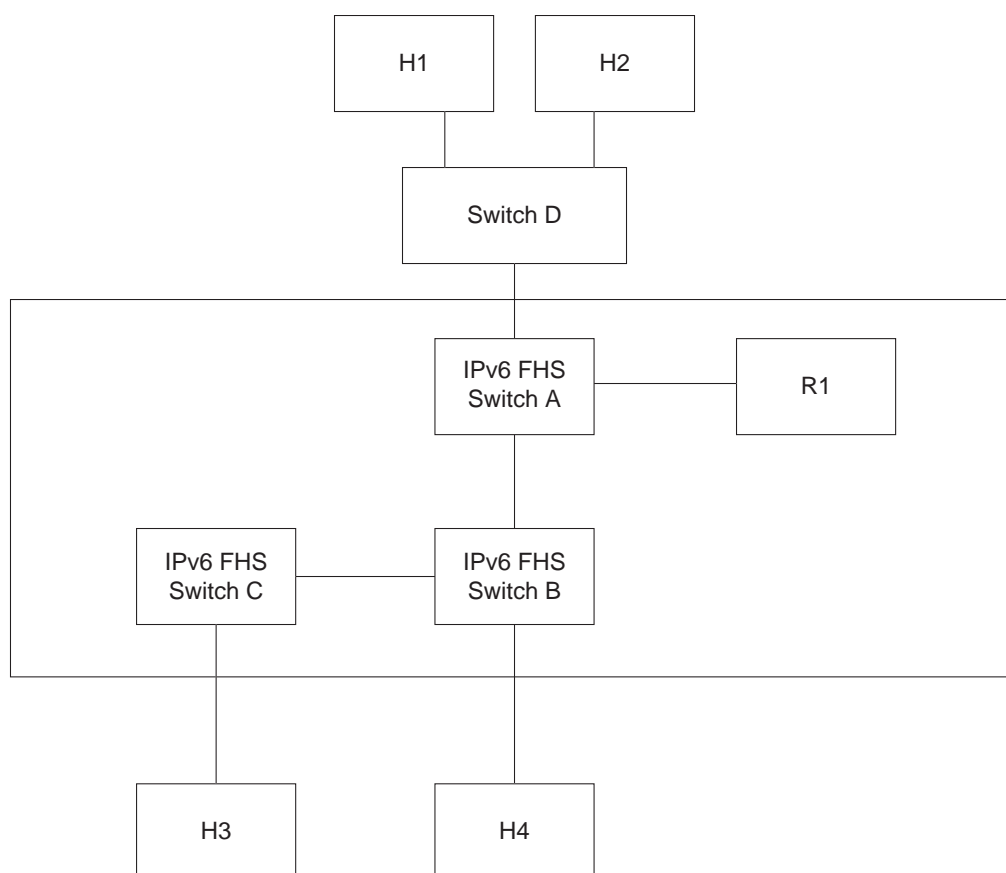 H1
H2
Switch D
IPv6 FHS
Switch A
R1
IPv6 FHS
Switch C
IPv6 FHS
Switch B
H3
H4